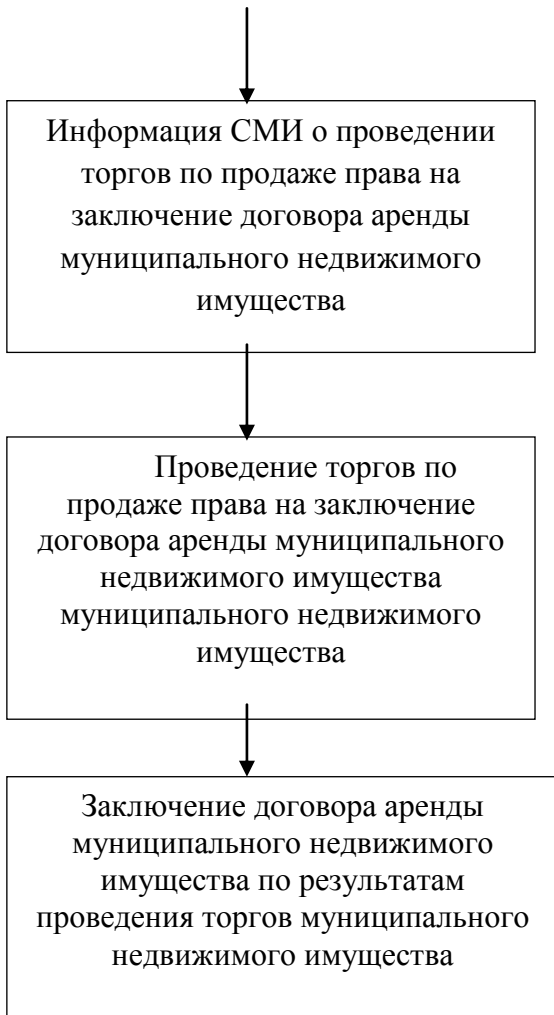 Информация СМИ о проведении
торгов по продаже права на
заключение договора аренды
муниципального недвижимого
имущества
Проведение торгов по
продаже права на заключение
договора аренды муниципального
недвижимого имущества
муниципального недвижимого
имущества
Заключение договора аренды
муниципального недвижимого
имущества по результатам
проведения торгов муниципального
недвижимого имущества